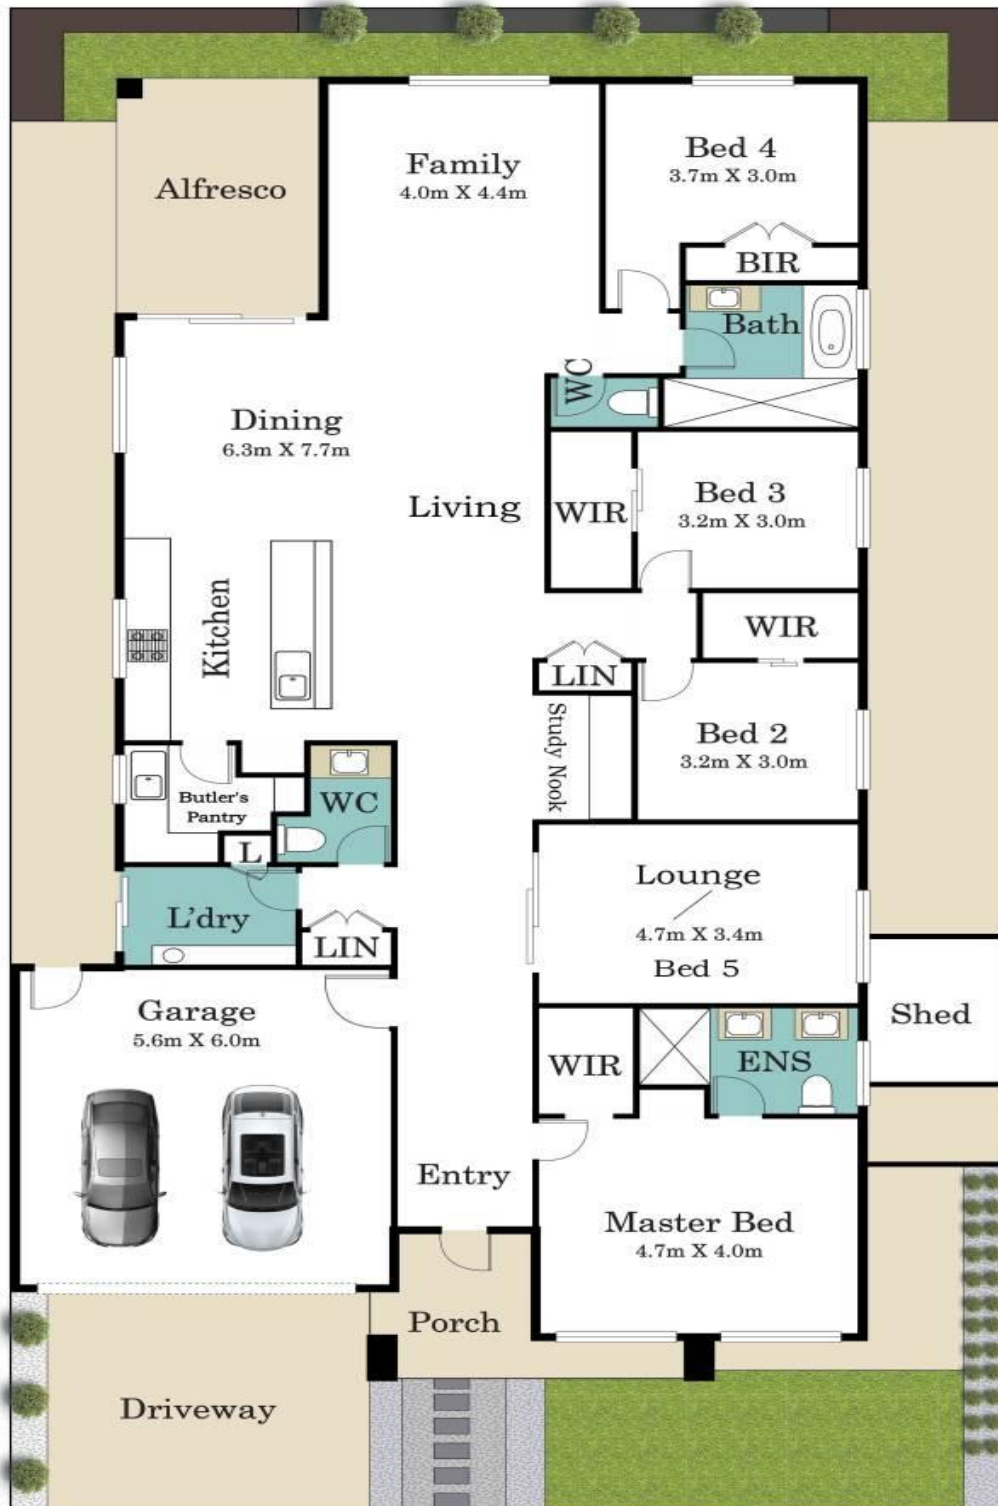 Alfresco
Family
4.0m X 4.4m
Bed 4
3.7m X 3.0m
BIR
Bath
WC
Dining
6.3m X 7.7m
Living
WIR
Bed 3
3.2m X 3.0m
Kitchen
WIR
LIN
Study Nook
Bed 2
3.2m X 3.0m
Butler's
Pantry
WC
L
L'dry
LIN
Lounge
4.7m X 3.4m
Bed 5
Garage
5.6m X 6.0m
Shed
WIR
ENS
Entry
Master Bed
4.7m X 4.0m
Porch
Driveway